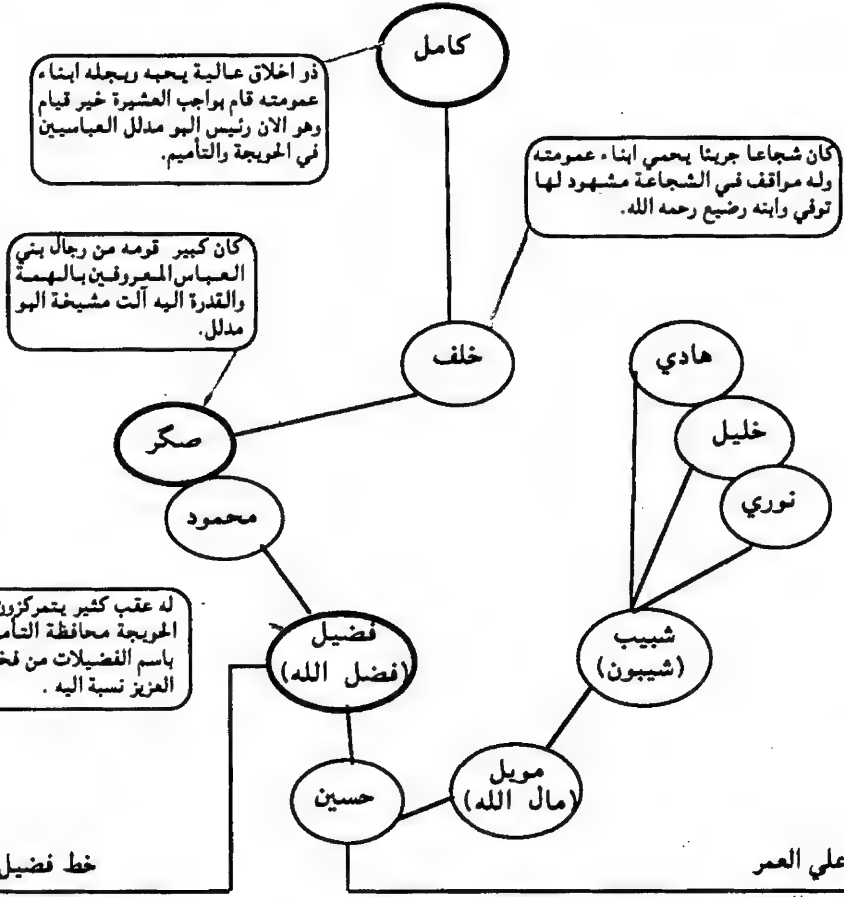 كامل
ذو اخلاق عالية يحبه ويجله ابناء
عمومته قام بواجب العشيرة خير قيام
وهو الان رئيس البو مدلل العباسيين
في الحويجة والتأميم.
كان شجاعا جريئا يحمي ابناء عمومته
وله مواقف في الشجاعة مشهود لها
توفي وابنه رضيع رحمه الله.
كان كبير قومه من رجال بني
العباس المعروفين بالهمة
والقدرة اليه آلت مشيخة البو
مدلل.
خلف
هادي
خليل
نوري
صگر
محمود
له عقب كثير يتمركزون
الحويجة محافظة
باسم الفضيلات من
العزيز نسبة اليه .
فضيل
(فضل الله)
شبيب
(شيبون)
مويل
(مال الله)
حسين
خط فضيل
علي العمر